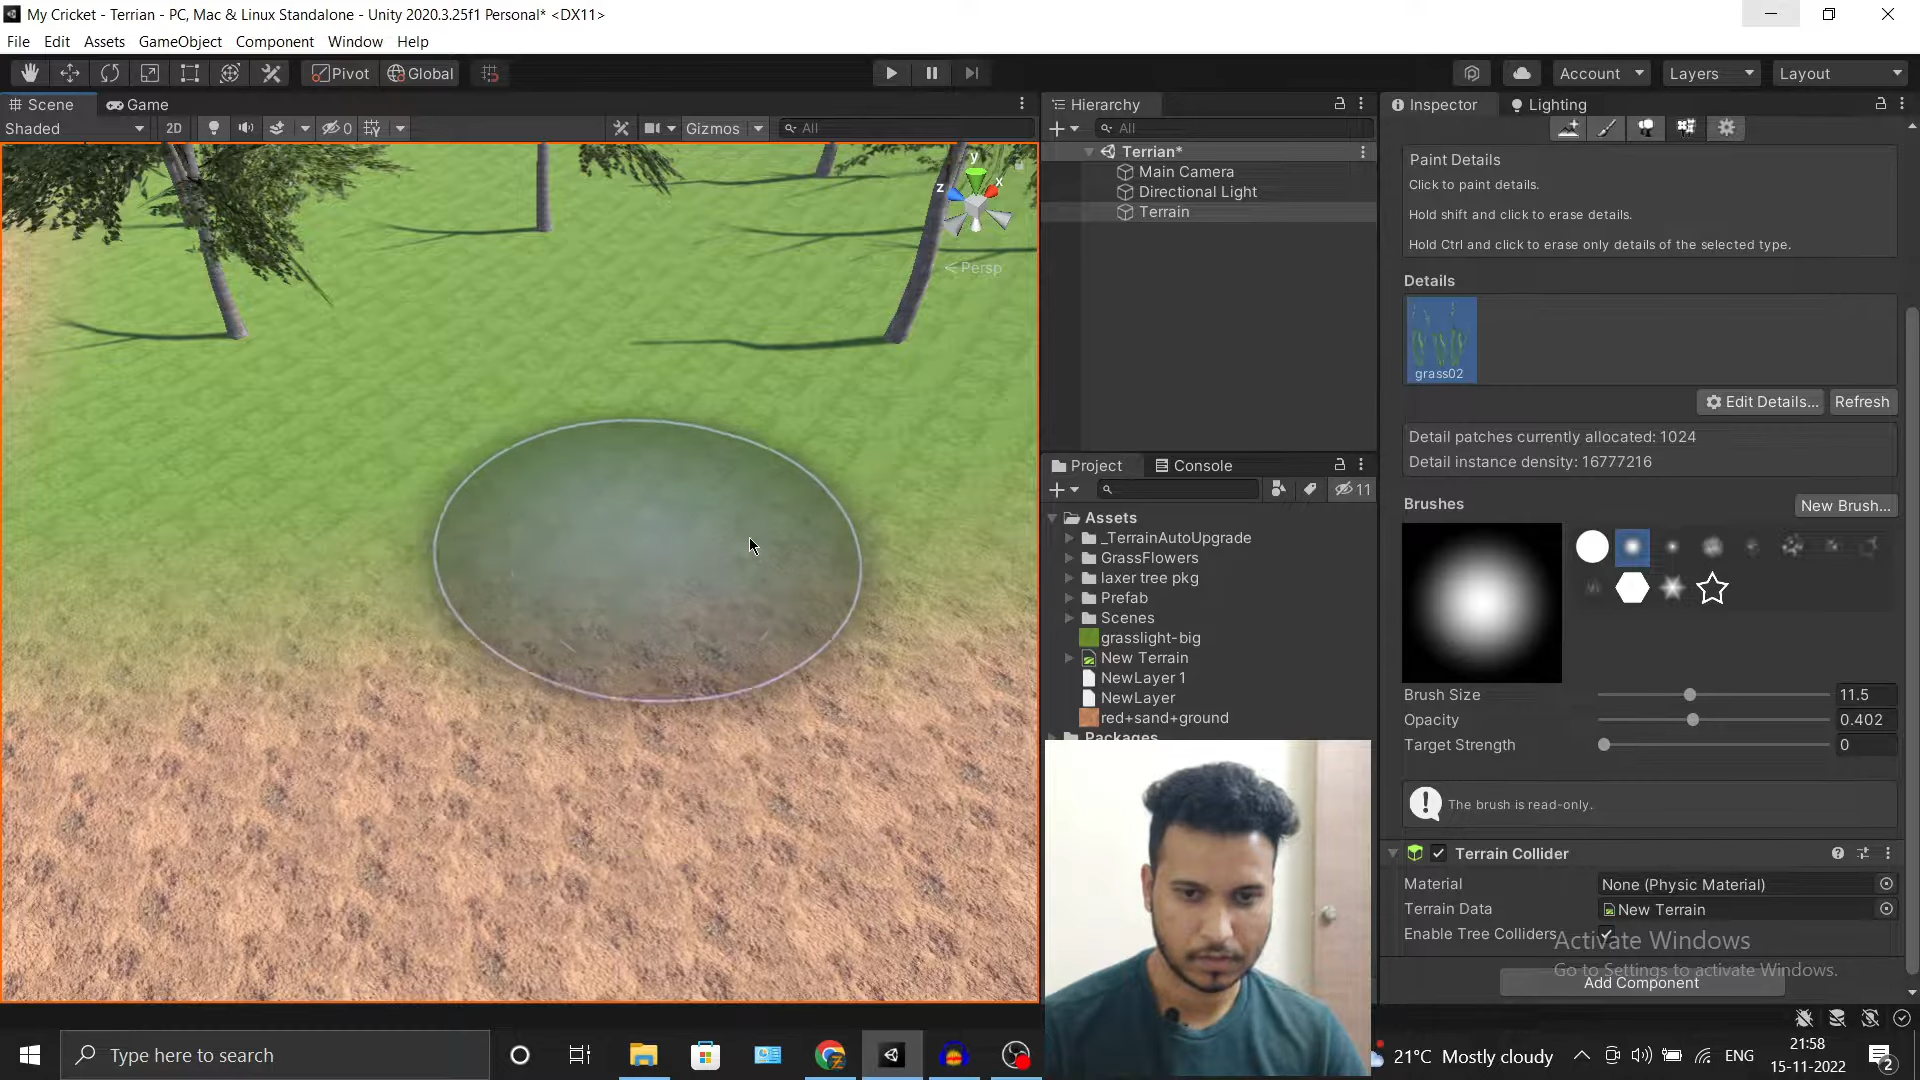 My Cricket - Terrian - PC, Mac & Linux Standalone - Unity 2020.3.25f1 Personal* <DX11>
File Edit Assets GameObject Component Window Help
Pivot Global Account Layers Layout
Scene Game
Shaded 2D 0 Gizmos All
y
z x
Persp
Hierarchy
All
Terrian*
Main Camera
Directional Light
Terrain
Project Console
11
Assets
_TerrainAutoUpgrade
GrassFlowers
laxer tree pkg
Prefab
Scenes
grasslight-big
New Terrain
NewLayer 1
NewLayer
red+sand+ground
Packages
Inspector Lighting
Paint Details
Click to paint details.
Hold shift and click to erase details.
Hold Ctrl and click to erase only details of the selected type.
Details
grass02
Edit Details... Refresh
Detail patches currently allocated: 1024
Detail instance density: 16777216
Brushes New Brush...
Brush Size 11.5
Opacity 0.402
Target Strength 0
The brush is read-only.
Terrain Collider
Material None (Physic Material)
Terrain Data New Terrain
Enable Tree Colliders
Activate Windows
Go to Settings to activate Windows.
Add Component
Type here to search
21°C Mostly cloudy ENG 21:58
15-11-2022 2